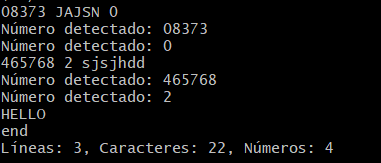 08373 JAJSN 0
Número detectado: 08373
Número detectado: 0
465768 2 sjsjhdd
Número detectado: 465768
Número detectado: 2
HELLO
end
Líneas: 3, Caracteres: 22, Números: 4